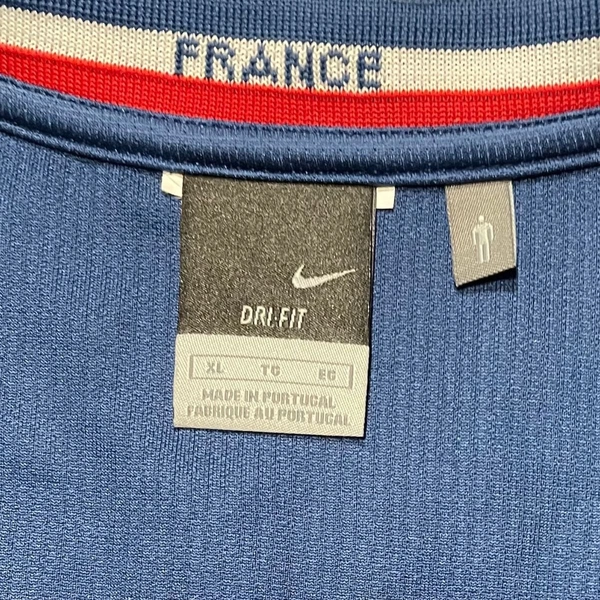 FRANCE
DRI-FIT
XL TG EG
MADE IN PORTUGAL
FABRIQUE AU PORTUGAL